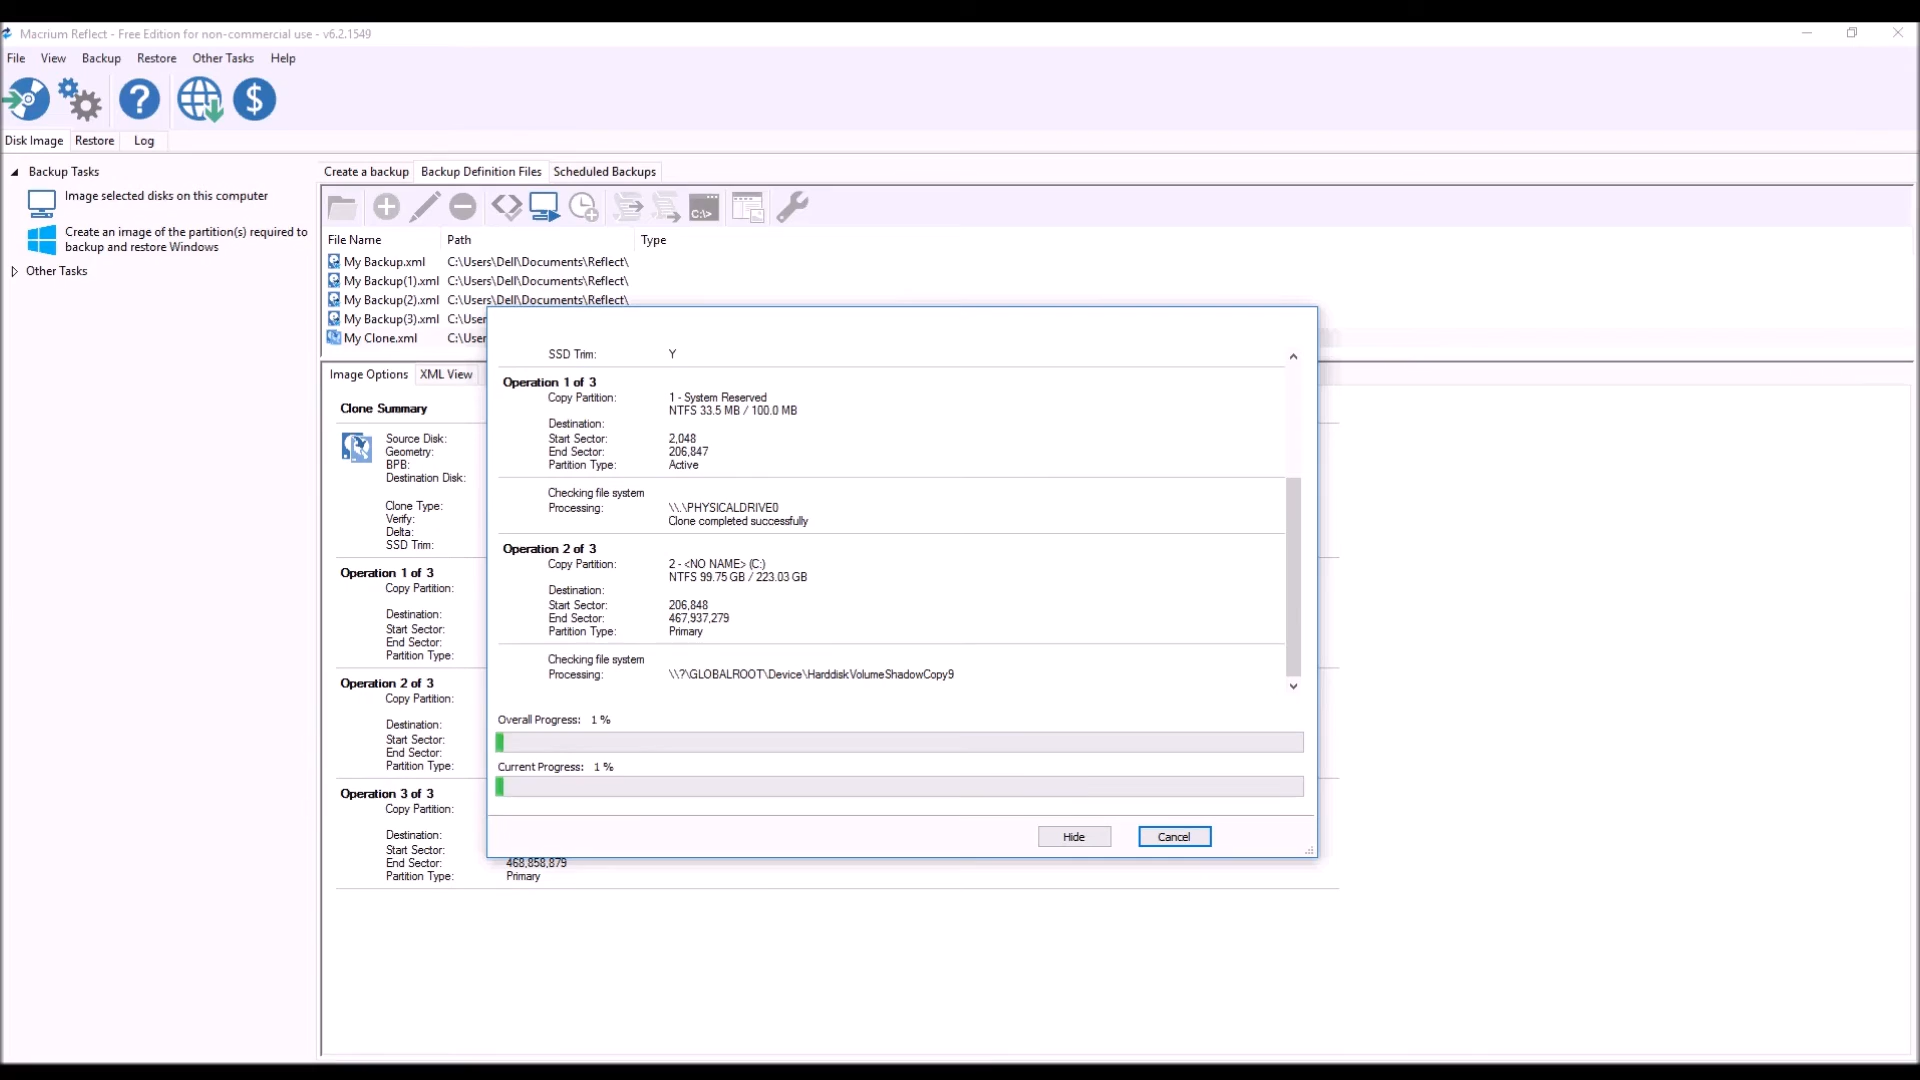 Macrium Reflect - Free Edition for non-commercial use - v6.2.1549
File View Backup Restore Other Tasks Help
Disk Image Restore Log
Backup Tasks
Image selected disks on this computer
Create an image of the partition(s) required to
backup and restore Windows
Other Tasks
Create a backup Backup Definition Files Scheduled Backups
C:\>
File Name Path Type
My Backup.xml C:\Users\Dell\Documents\Reflect\
My Backup(1).xml C:\Users\Dell\Documents\Reflect\
My Backup(2).xml C:\Users\Dell\Documents\Reflect\
My Backup(3).xml C:\User
My Clone.xml C:\User
Image Options XML View
Clone Summary
Source Disk:
Geometry:
BPB:
Destination Disk:
Clone Type:
Verify:
Delta:
SSD Trim:
Operation 1 of 3
Copy Partition:
Destination:
Start Sector:
End Sector:
Partition Type:
Operation 2 of 3
Copy Partition:
Destination:
Start Sector:
End Sector:
Partition Type:
Operation 3 of 3
Copy Partition:
Destination:
Start Sector:
End Sector: 468,858,879
Partition Type: Primary
SSD Trim: Y
Operation 1 of 3
Copy Partition: 1 - System Reserved
NTFS 33.5 MB / 100.0 MB
Destination:
Start Sector: 2,048
End Sector: 206,847
Partition Type: Active
Checking file system
Processing: \\.\PHYSICALDRIVE0
Clone completed successfully
Operation 2 of 3
Copy Partition: 2 - <NO NAME> (C:)
NTFS 99.75 GB / 223.03 GB
Destination:
Start Sector: 206,848
End Sector: 467,937,279
Partition Type: Primary
Checking file system
Processing: \\?\GLOBALROOT\Device\HarddiskVolumeShadowCopy9
Overall Progress: 1 %
Current Progress: 1 %
Hide Cancel